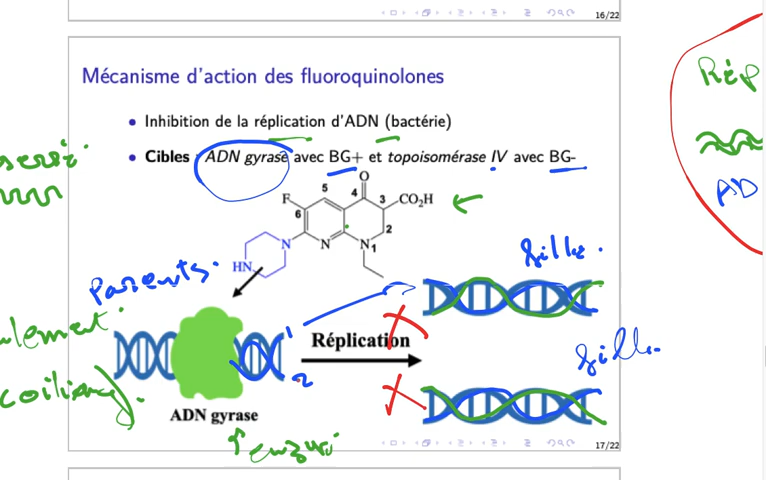 16/22
Mécanisme d'action des fluoroquinolones
Inhibition de la réplication d'ADN (bactérie)
Cibles : ADN gyrase avec BG+ et topoisomérase IV avec BG-
O
5
4
F
3
CO₂H
6
2
N
N
N
1
HN
Parents.
fille.
1
Réplication
2
fille.
ADN gyrase
17/22
Rép
AD